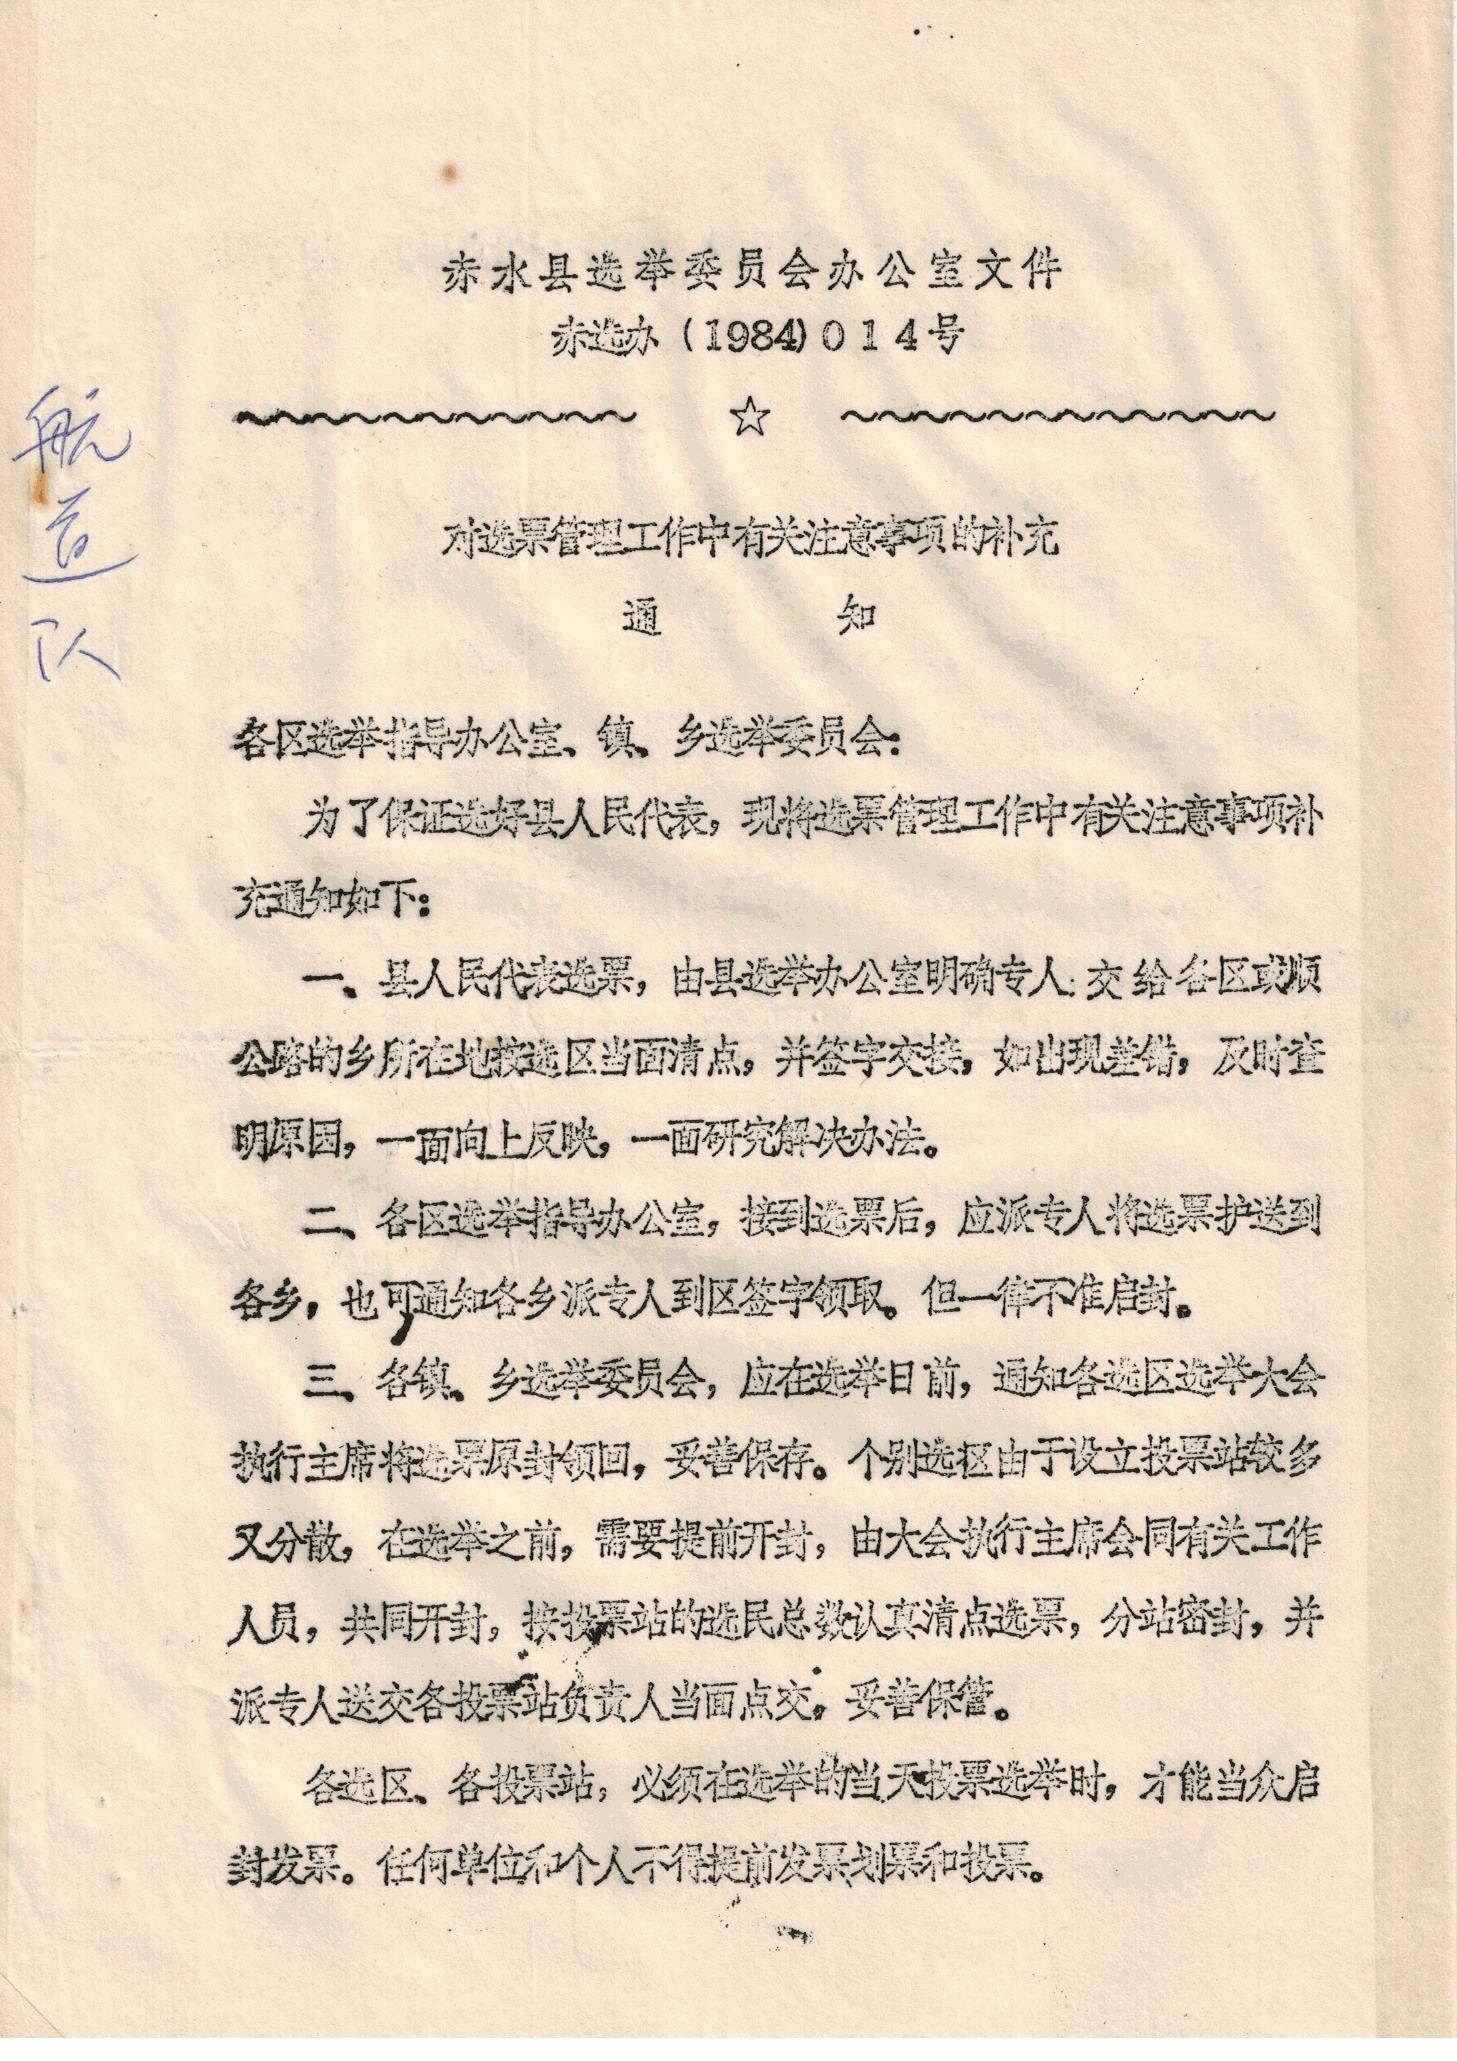 赤水县选举委员会办公室文件
赤选办(1984)014号
航道队
对选票管理工作中有关注意事项的补充
通 知
各区选举指导办公室、镇、乡选举委员会:
为了保证选好县人民代表,现将选票管理工作中有关注意事项补
充通知如下:
一、县人民代表选票,由县选举办公室明确专人交给各区或顺
公路的乡所在地按选区当面清点,并签字交接,如出现差错,及时查
明原因,一面向上反映,一面研究解决办法。
二、各区选举指导办公室,接到选票后,应派专人将选票护送到
各乡,也可通知各乡派专人到区签字领取。但一律不准启封。
三、各镇、乡选举委员会,应在选举日前,通知各选区选举大会
执行主席将选票原封领回,妥善保存。个别选区由于设立投票站较多
又分散,在选举之前,需要提前开封,由大会执行主席会同有关工作
人员,共同开封,按投票站的选民总数认真清点选票,分站密封,并
派专人送交各投票站负责人当面点交,妥善保管。
各选区、各投票站,必须在选举的当天投票选举时,才能当众启
封发票。任何单位和个人不得提前发票划票和投票。